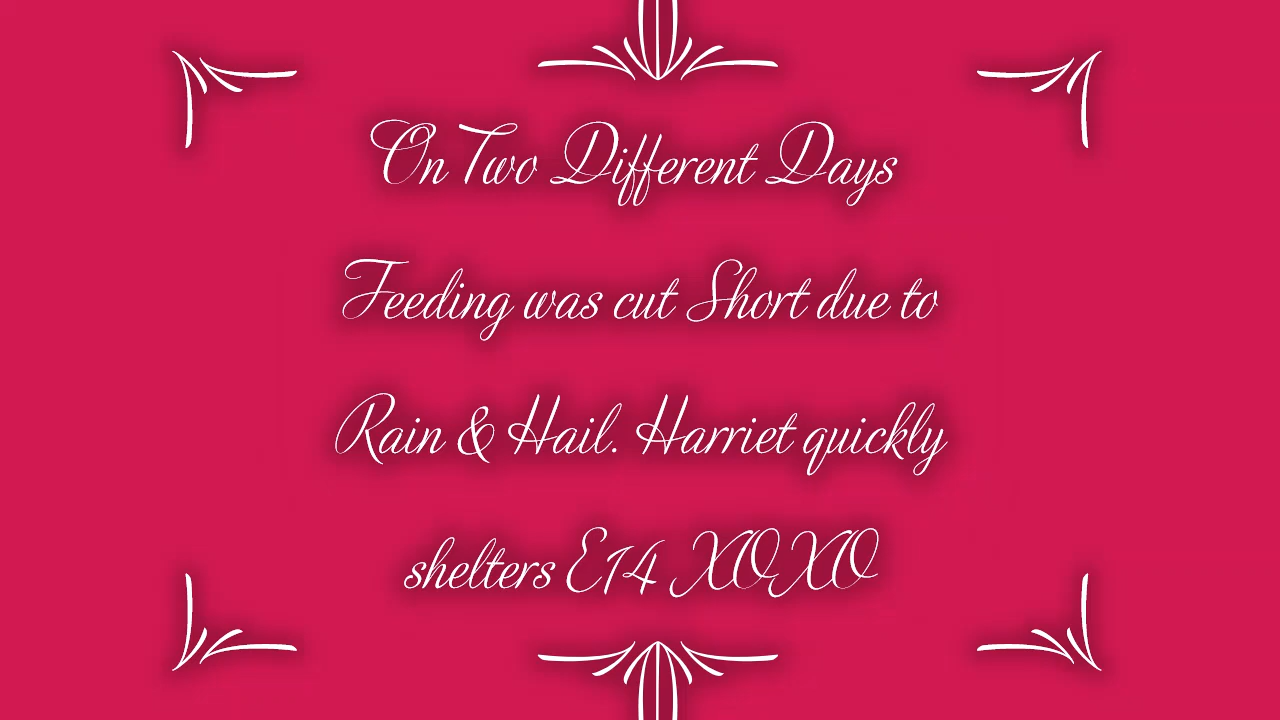 On Two Different Days
Feeding was cut Short due to
Rain & Hail. Harriet quickly
shelters E14 XOXO